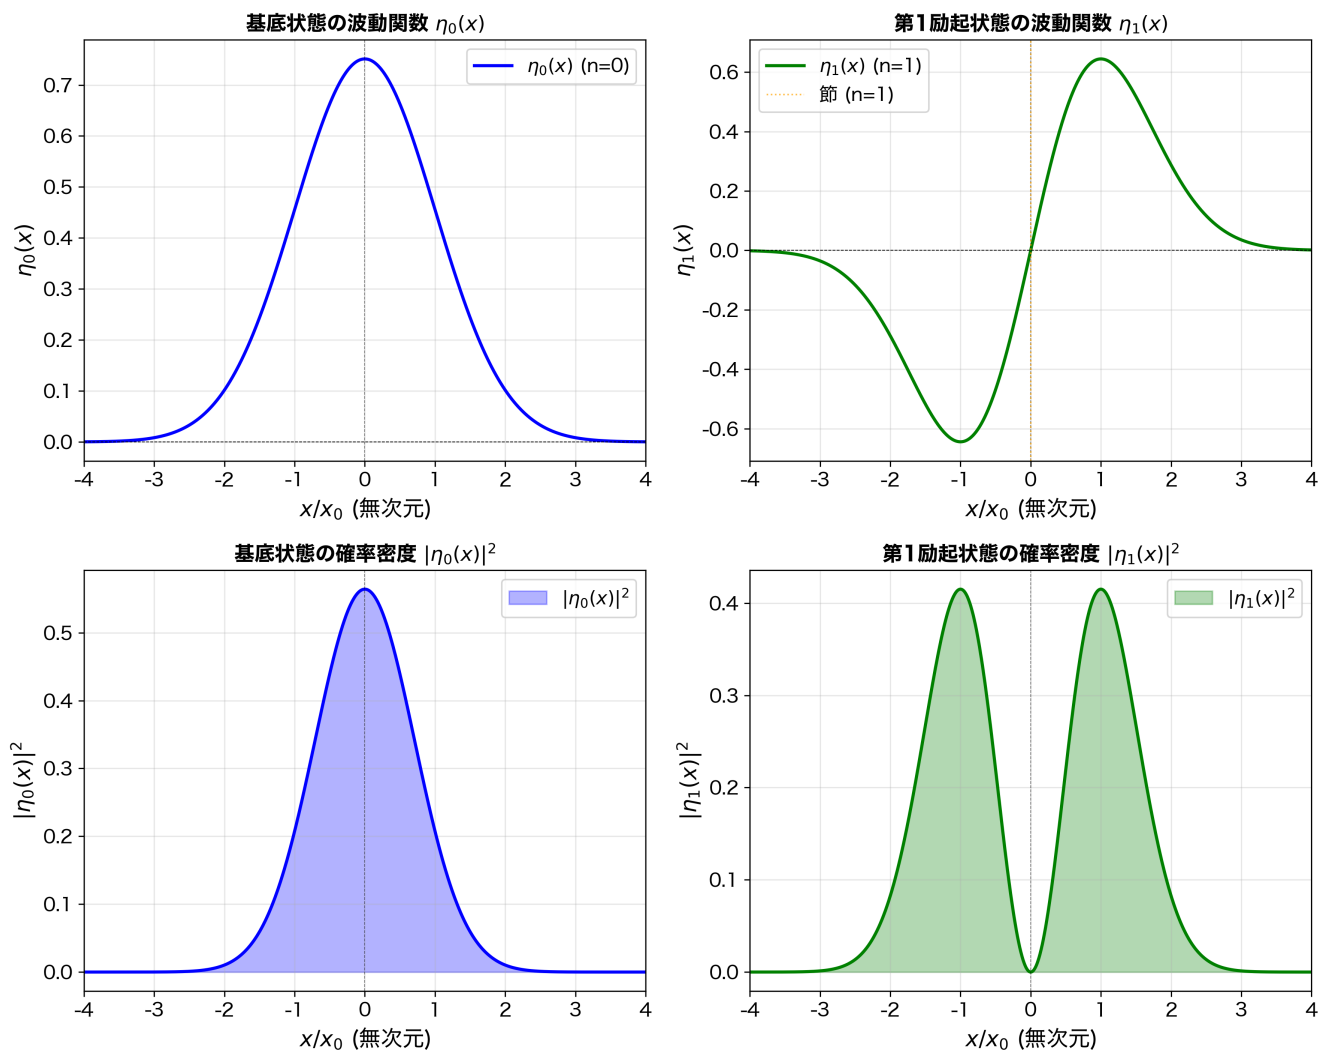 基底状態の波動関数 η₀(x)
η₀(x) (n=0)
η₀(x)
0.7
0.6
0.5
0.4
0.3
0.2
0.1
0.0
-4 -3 -2 -1 0 1 2 3 4
x/x₀ (無次元)
第1励起状態の波動関数 η₁(x)
η₁(x) (n=1)
節 (n=1)
η₁(x)
0.6
0.4
0.2
0.0
-0.2
-0.4
-0.6
-4 -3 -2 -1 0 1 2 3 4
x/x₀ (無次元)
基底状態の確率密度 |η₀(x)|²
|η₀(x)|²
|η₀(x)|²
0.5
0.4
0.3
0.2
0.1
0.0
-4 -3 -2 -1 0 1 2 3 4
x/x₀ (無次元)
第1励起状態の確率密度 |η₁(x)|²
|η₁(x)|²
|η₁(x)|²
0.4
0.3
0.2
0.1
0.0
-4 -3 -2 -1 0 1 2 3 4
x/x₀ (無次元)